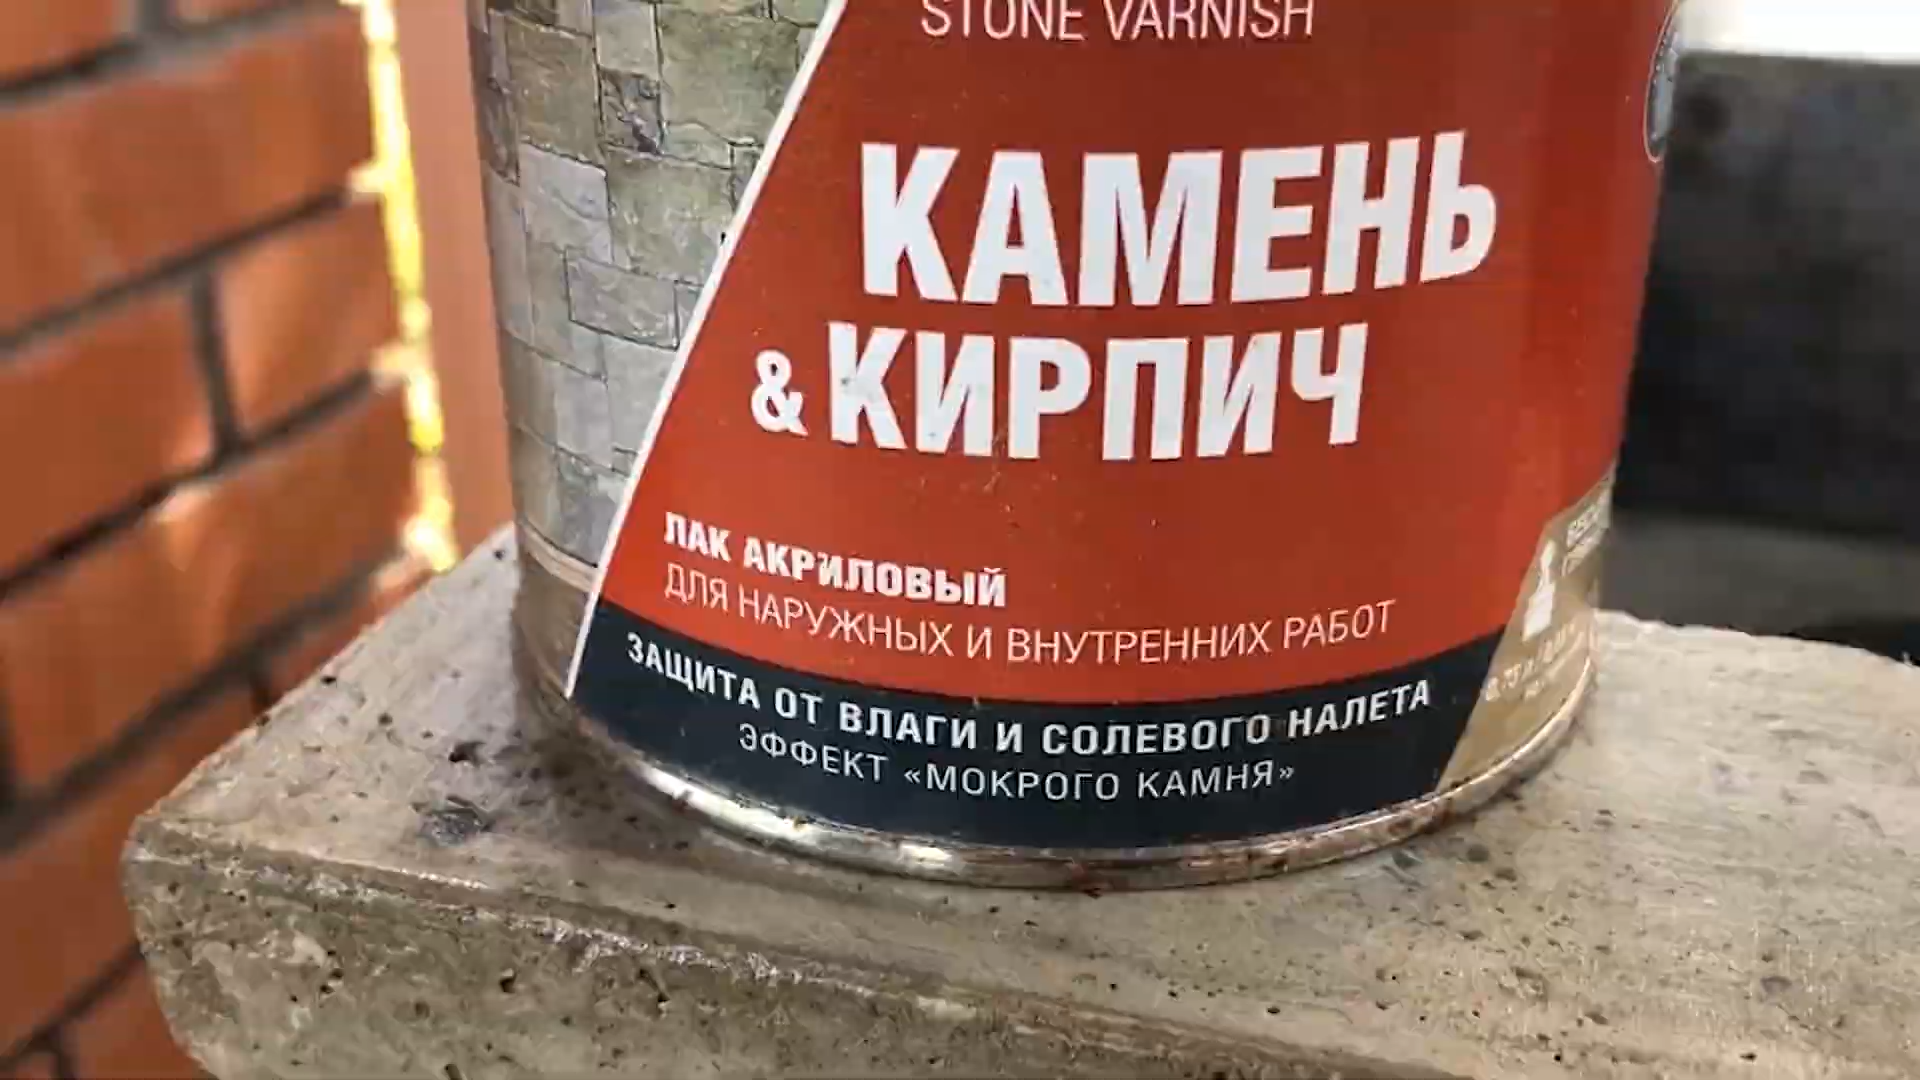 STONE VARNISH
КАМЕНЬ
& КИРПИЧ
ЛАК АКРИЛОВЫЙ
ДЛЯ НАРУЖНЫХ И ВНУТРЕННИХ РАБОТ
ЗАЩИТА ОТ ВЛАГИ И СОЛЕВОГО НАЛЕТА
ЭФФЕКТ «МОКРОГО КАМНЯ»